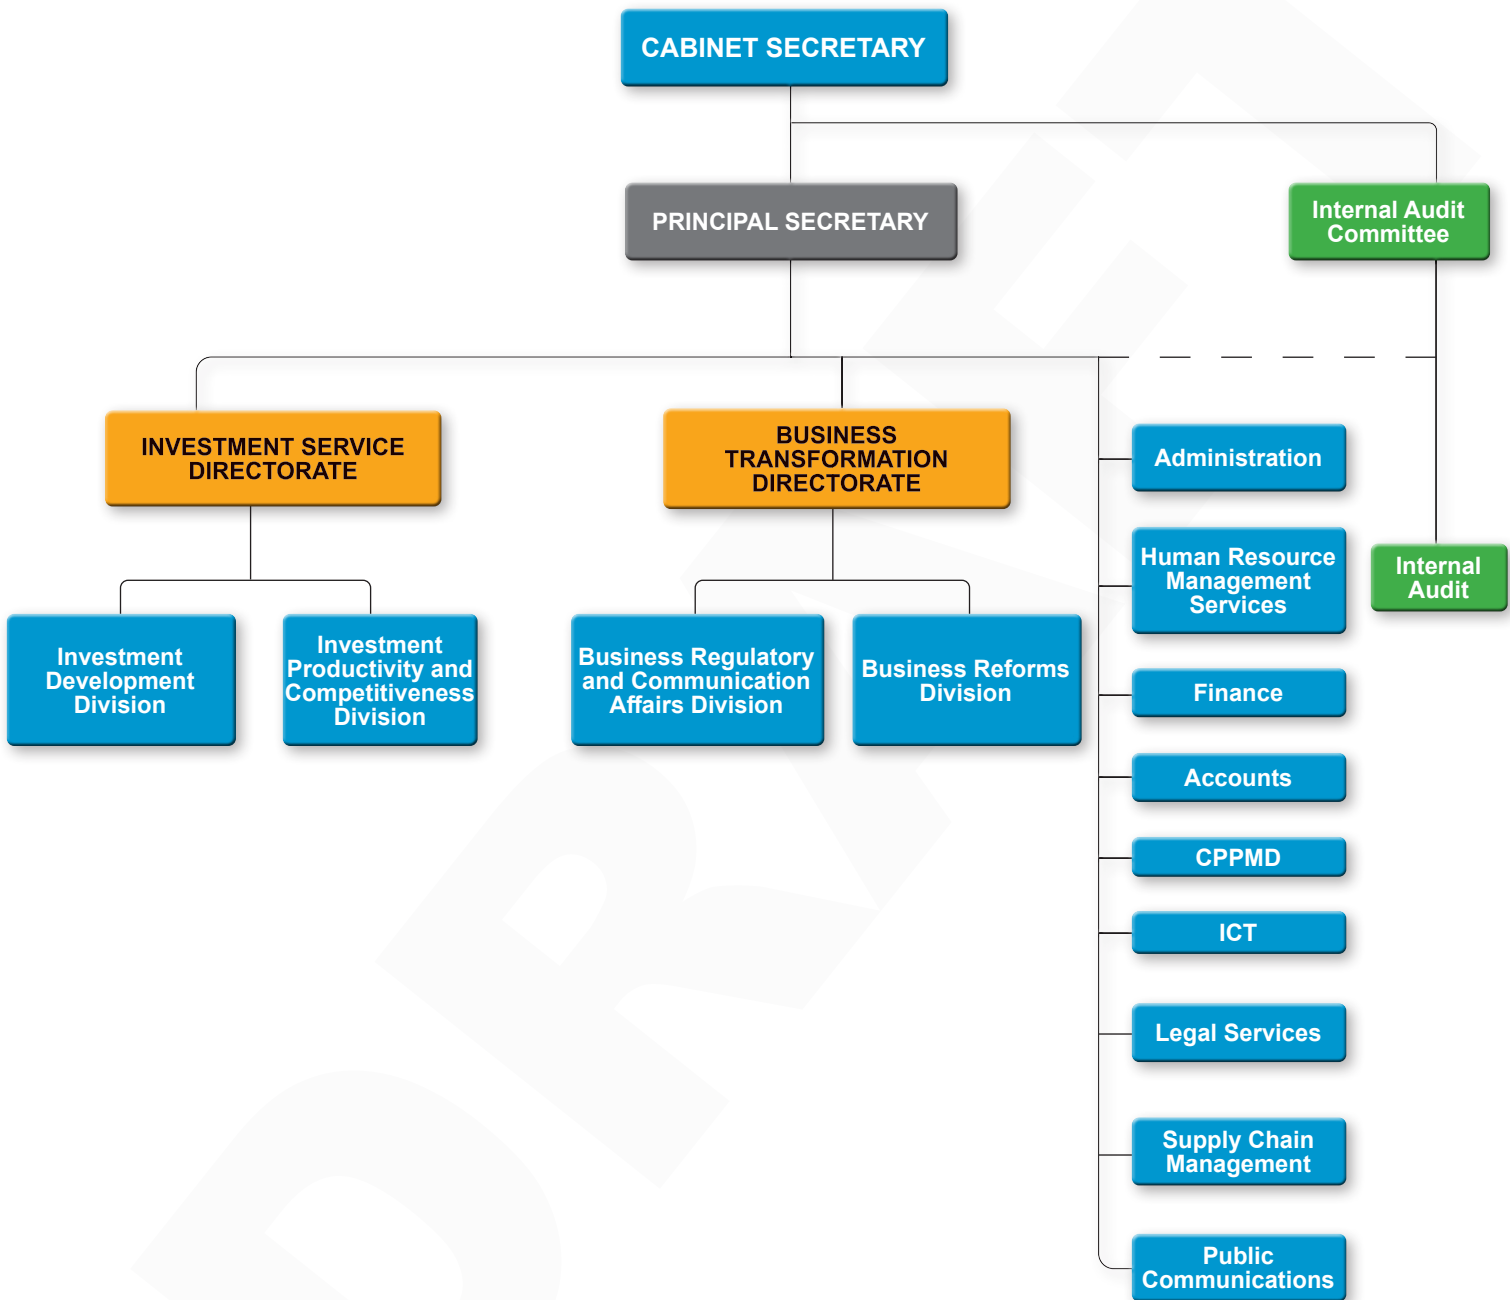 CABINET SECRETARY
PRINCIPAL SECRETARY
Internal Audit
Committee
INVESTMENT SERVICE
DIRECTORATE
BUSINESS
TRANSFORMATION
DIRECTORATE
Administration
Human Resource
Management
Services
Internal
Audit
Investment
Development
Division
Investment
Productivity and
Competitiveness
Division
Business Regulatory
and Communication
Affairs Division
Business Reforms
Division
Finance
Accounts
CPPMD
ICT
Legal Services
Supply Chain
Management
Public
Communications
DRAFT